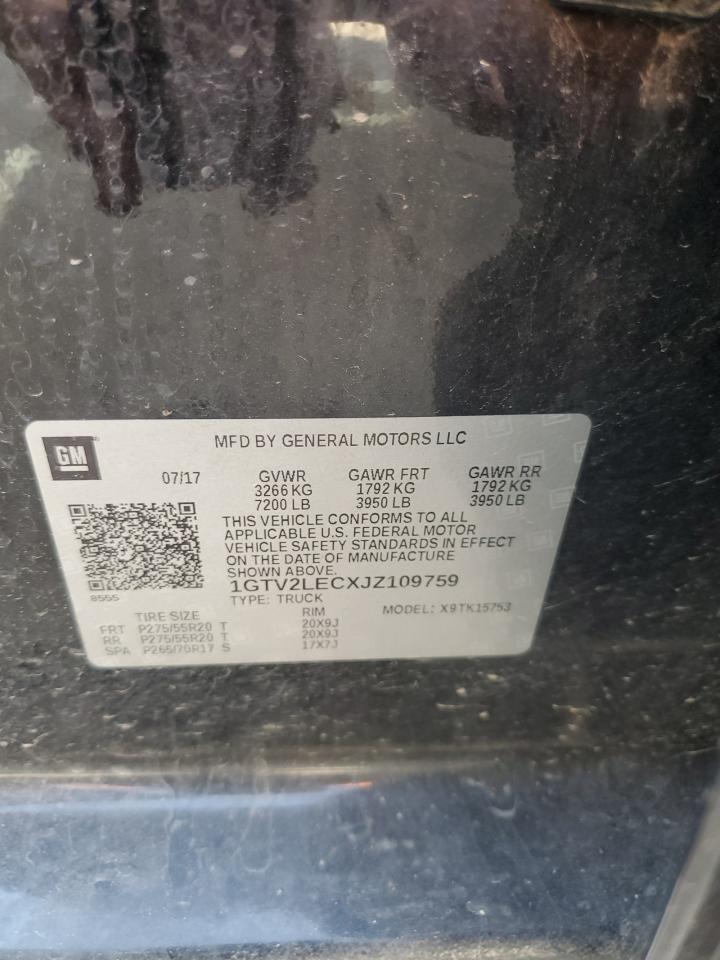 GM
MFD BY GENERAL MOTORS LLC
07/17 GVWR GAWR FRT GAWR RR
3266 KG 1792 KG 1792 KG
7200 LB 3950 LB 3950 LB
THIS VEHICLE CONFORMS TO ALL
APPLICABLE U.S. FEDERAL MOTOR
VEHICLE SAFETY STANDARDS IN EFFECT
ON THE DATE OF MANUFACTURE
SHOWN ABOVE.
8555
1GTV2LECXJZ109759
TYPE: TRUCK MODEL: X9TK15753
TIRE SIZE RIM
FRT P275/55R20 T 20X9J
RR P275/55R20 T 20X9J
SPA P265/70R17 S 17X7J